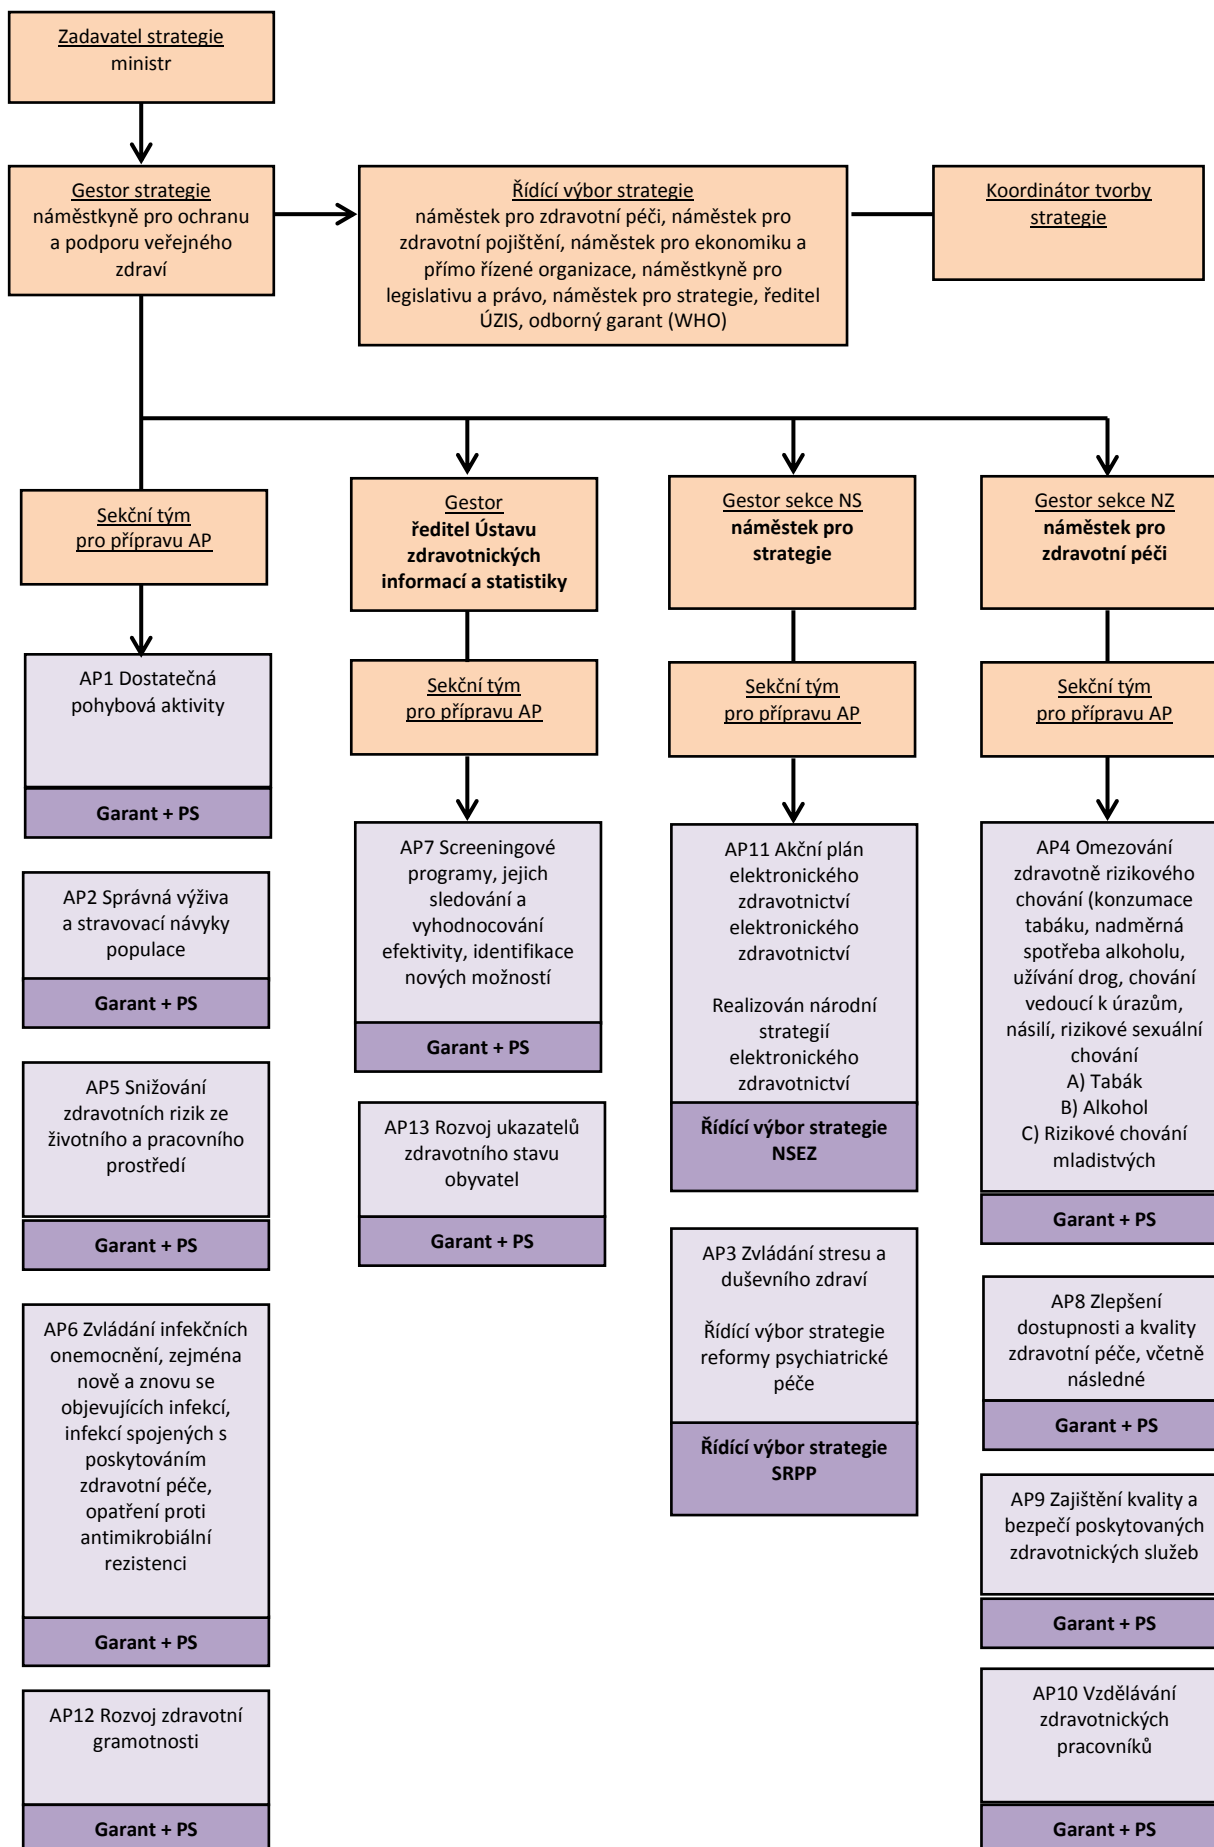 Zadavatel strategie
ministr
Gestor strategie
náměstkyně pro ochranu
a podporu veřejného
zdraví
Řídící výbor strategie
náměstek pro zdravotní péči, náměstek pro
zdravotní pojištění, náměstek pro ekonomiku a
přímo řízené organizace, náměstkyně pro
legislativu a právo, náměstek pro strategie, ředitel
ÚZIS, odborný garant (WHO)
Koordinátor tvorby
strategie
Sekční tým
pro přípravu AP
AP1 Dostatečná
pohybová aktivity
Garant + PS
AP2 Správná výživa
a stravovací návyky
populace
Garant + PS
AP5 Snižování
zdravotních rizik ze
životního a pracovního
prostředí
Garant + PS
AP6 Zvládání infekčních
onemocnění, zejména
nově a znovu se
objevujících infekcí,
infekcí spojených s
poskytováním
zdravotní péče,
opatření proti
antimikrobiální
rezistenci
Garant + PS
AP12 Rozvoj zdravotní
gramotnosti
Garant + PS
Gestor
ředitel Ústavu
zdravotnických
informací a statistiky
Sekční tým
pro přípravu AP
AP7 Screeningové
programy, jejich
sledování a
vyhodnocování
efektivity, identifikace
nových možností
Garant + PS
AP13 Rozvoj ukazatelů
zdravotního stavu
obyvatel
Garant + PS
Gestor sekce NS
náměstek pro
strategie
Sekční tým
pro přípravu AP
AP11 Akční plán
elektronického
zdravotnictví
elektronického
zdravotnictví
Realizován národní
strategií
elektronického
zdravotnictví
Řídící výbor strategie
NSEZ
AP3 Zvládání stresu a
duševního zdraví
Řídící výbor strategie
reformy psychiatrické
péče
Řídící výbor strategie
SRPP
Gestor sekce NZ
náměstek pro
zdravotní péči
Sekční tým
pro přípravu AP
AP4 Omezování
zdravotně rizikového
chování (konzumace
tabáku, nadměrná
spotřeba alkoholu,
užívání drog, chování
vedoucí k úrazům,
násilí, rizikové sexuální
chování
A) Tabák
B) Alkohol
C) Rizikové chování
mladistvých
Garant + PS
AP8 Zlepšení
dostupnosti a kvality
zdravotní péče, včetně
následné
Garant + PS
AP9 Zajištění kvality a
bezpečí poskytovaných
zdravotnických služeb
Garant + PS
AP10 Vzdělávání
zdravotnických
pracovníků
Garant + PS